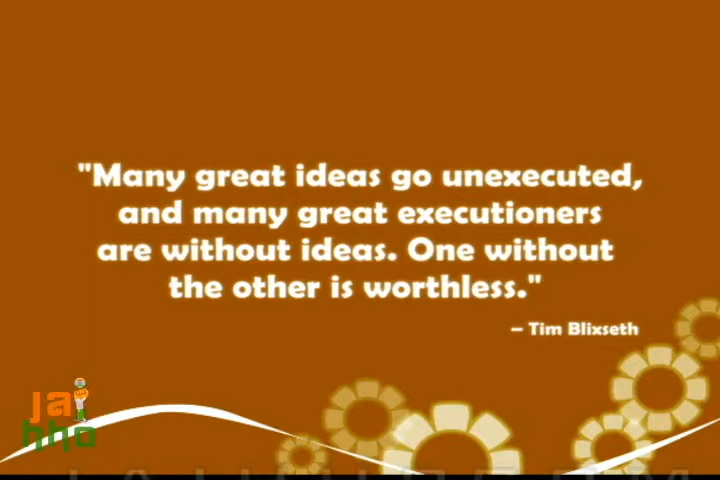 "Many great ideas go unexecuted,
and many great executioners
are without ideas. One without
the other is worthless."
– Tim Blixseth
jai
hho